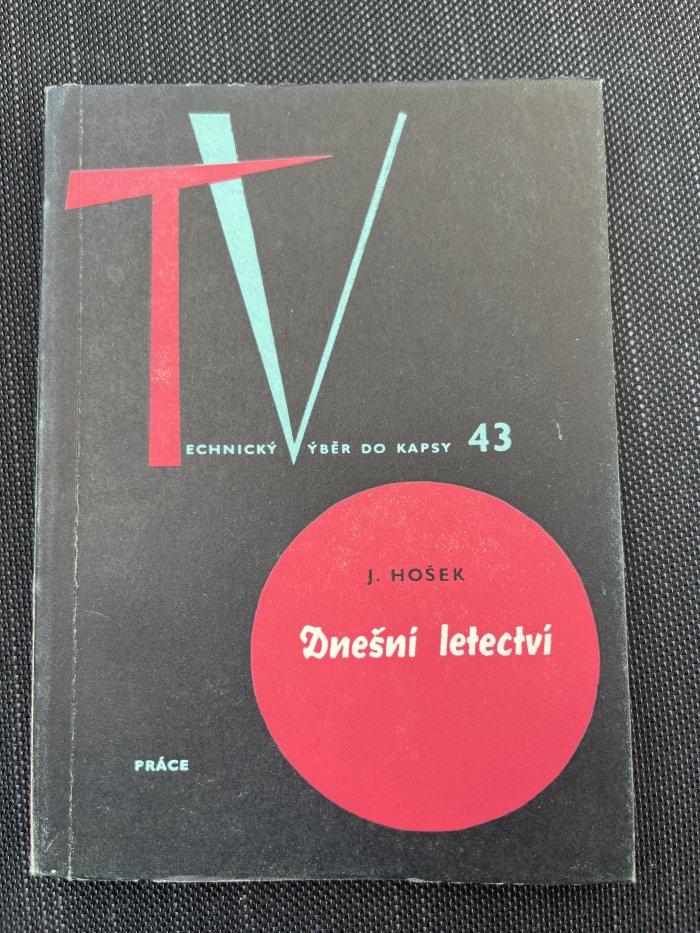 TECHNICKÝ VÝBĚR DO KAPSY 43
J. HOŠEK
Dnešní letectví
PRÁCE